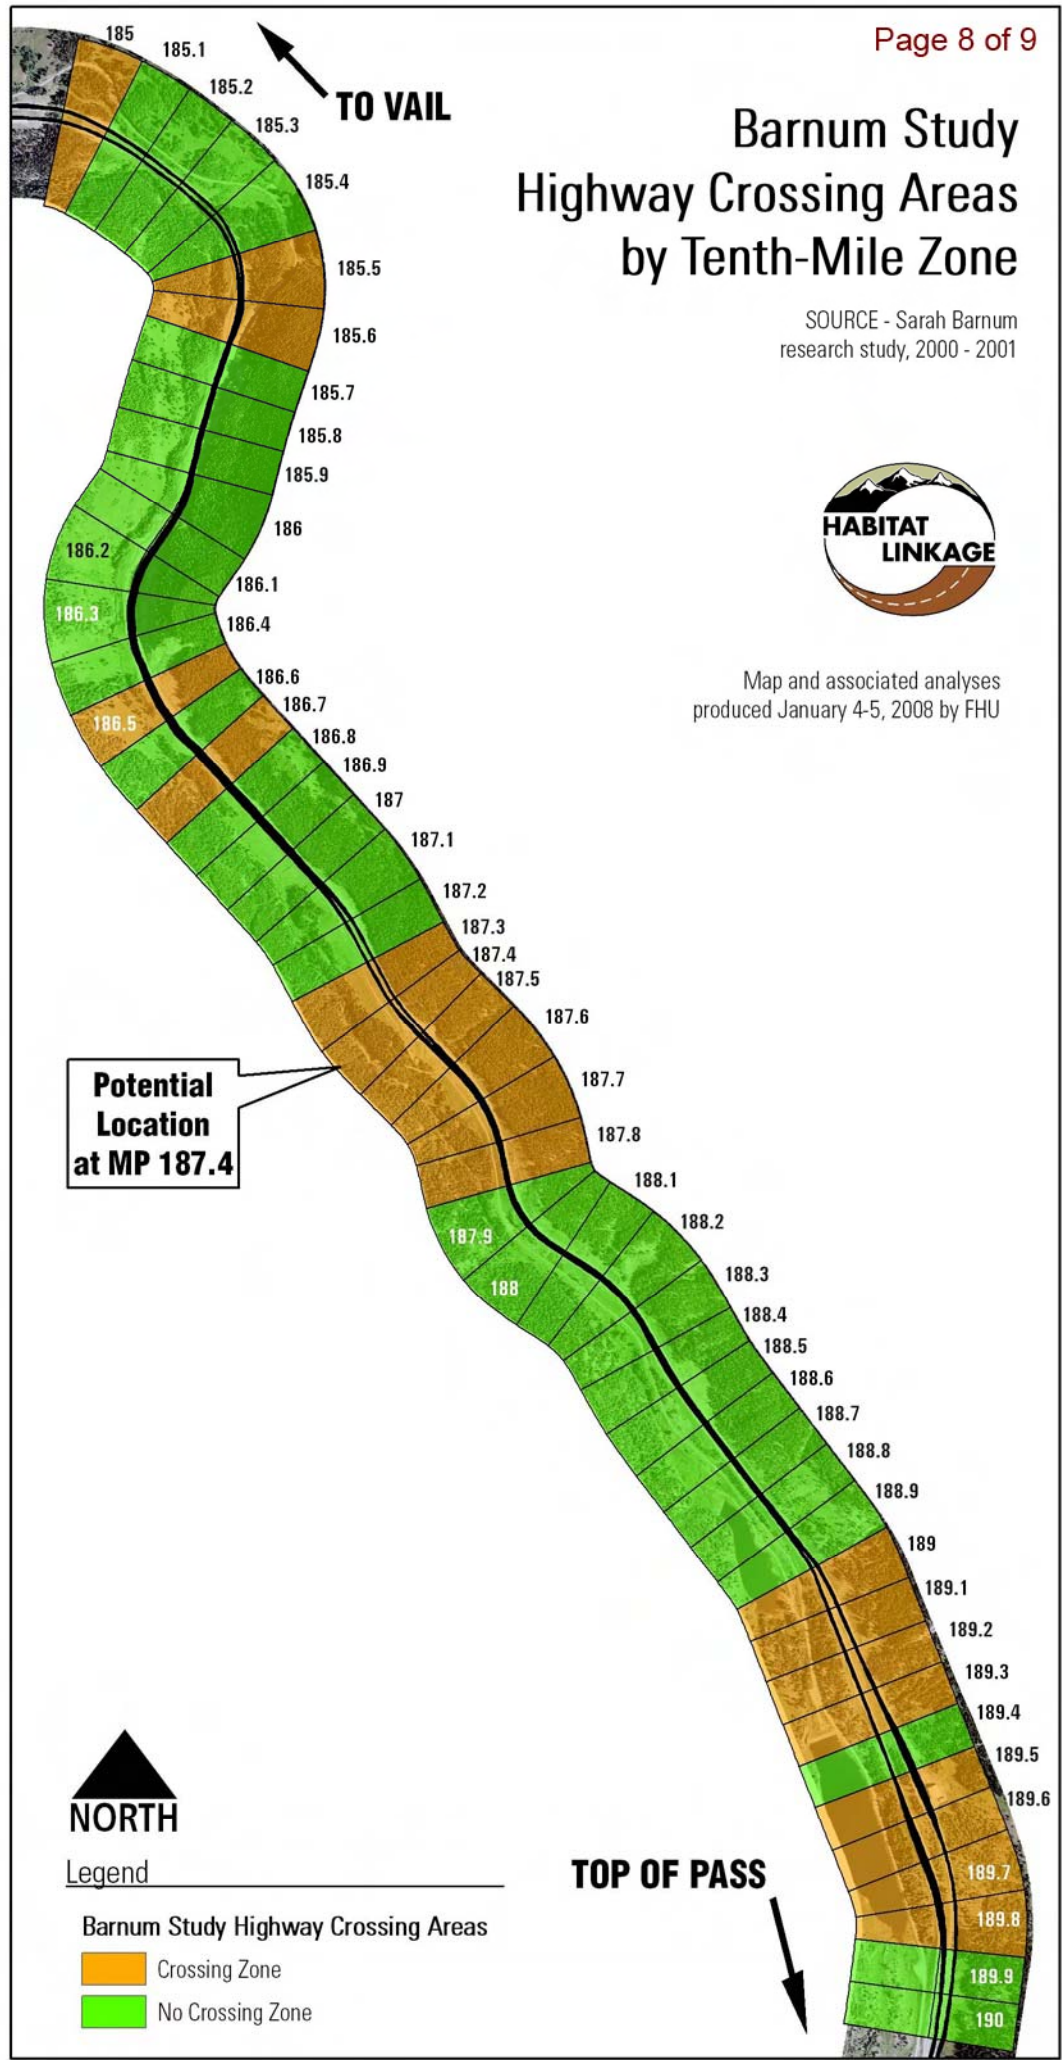 Page 8 of 9
185
185.1
185.2
185.3
185.4
TO VAIL
Barnum Study
Highway Crossing Areas
by Tenth-Mile Zone
SOURCE - Sarah Barnum
research study, 2000 - 2001
185.5
185.6
185.7
185.8
185.9
186
186.1
186.2
186.3
186.4
HABITAT
LINKAGE
186.5
186.6
186.7
186.8
186.9
187
187.1
187.2
187.3
187.4
187.5
187.6
187.7
187.8
Map and associated analyses
produced January 4-5, 2008 by FHU
Potential
Location
at MP 187.4
187.9
188
188.1
188.2
188.3
188.4
188.5
188.6
188.7
188.8
188.9
189
189.1
189.2
189.3
189.4
189.5
189.6
189.7
189.8
189.9
190
NORTH
TOP OF PASS
Legend
Barnum Study Highway Crossing Areas
Crossing Zone
No Crossing Zone